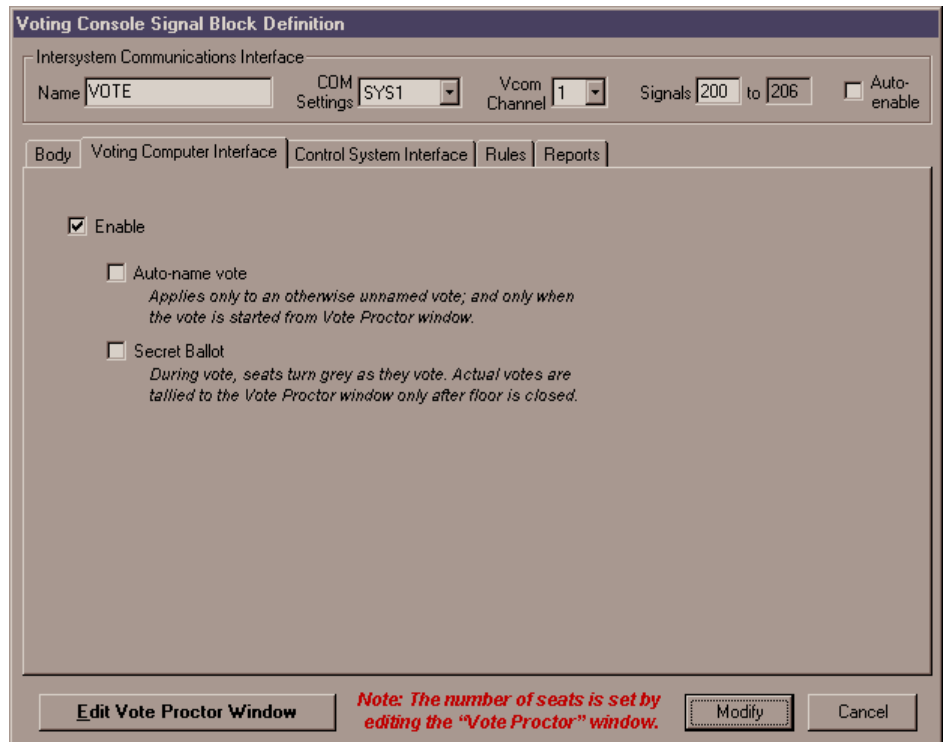 Voting Console Signal Block Definition
Intersystem Communications Interface
Name VOTE COM Settings SYS1 Vcom Channel 1 Signals 200 to 206 Auto-enable
Body Voting Computer Interface Control System Interface Rules Reports
Enable
Auto-name vote
Applies only to an otherwise unnamed vote; and only when
the vote is started from Vote Proctor window.
Secret Ballot
During vote, seats turn grey as they vote. Actual votes are
tallied to the Vote Proctor window only after floor is closed.
Edit Vote Proctor Window
Note: The number of seats is set by
editing the “Vote Proctor” window.
Modify
Cancel